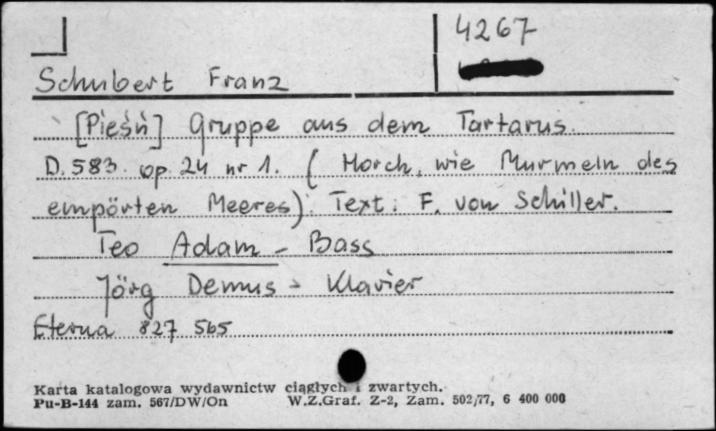 4267
Schubert Franz
[Pieśń] Gruppe aus dem Tartarus.
D. 583. op. 24 nr 1. (Horch, wie Murmeln des
empörten Meeres). Text: F. von Schiller.
Teo Adam - Bass
Jörg Demus - Klavier
Eterna 827 565
Karta katalogowa wydawnictw ciągłych i zwartych.
Pu-B-144 zam. 567/DW/On W.Z.Graf. Z-2, Zam. 502/77, 6 400 000